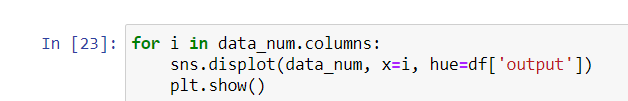 In [23]: for i in data_num.columns:
    sns.displot(data_num, x=i, hue=df['output'])
    plt.show()